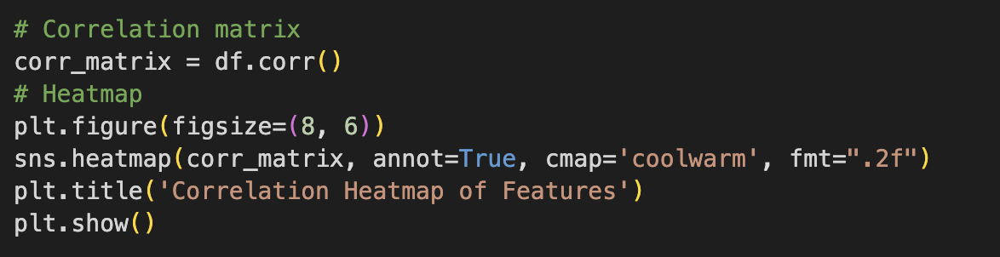 # Correlation matrix
corr_matrix = df.corr()
# Heatmap
plt.figure(figsize=(8, 6))
sns.heatmap(corr_matrix, annot=True, cmap='coolwarm', fmt=".2f")
plt.title('Correlation Heatmap of Features')
plt.show()